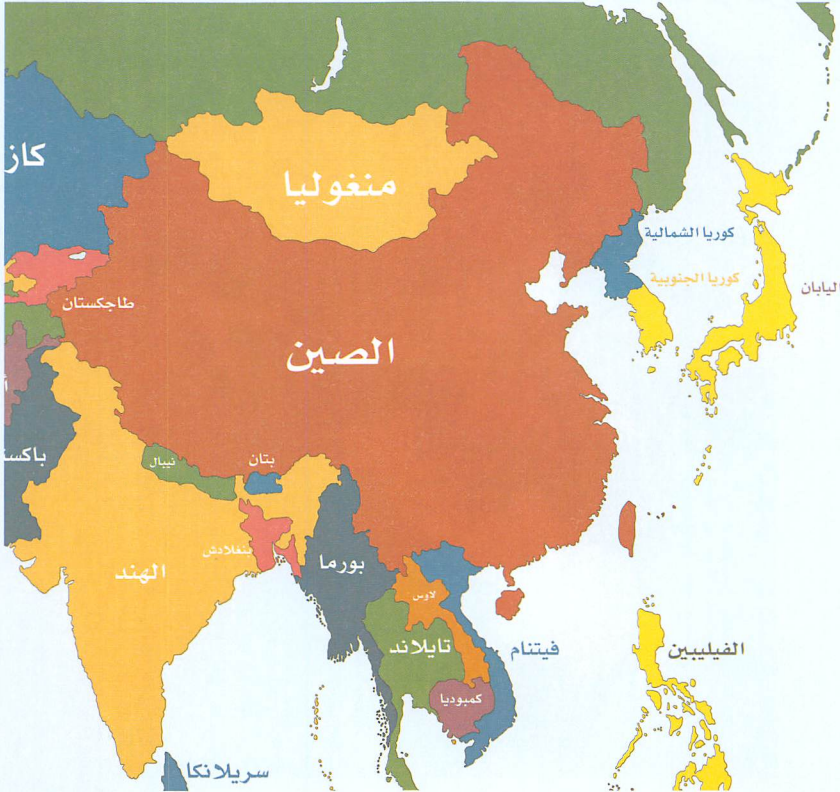 كاز
منغوليا
كوريا الشمالية
كوريا الجنوبية
اليابان
طاجكستان
الصين
أ
باكسـ
نيبال
بتان
بنغلادش
الهند
بورما
لاوس
تايلاند
فيتنام
كمبوديا
الفيليبين
سريلانكا